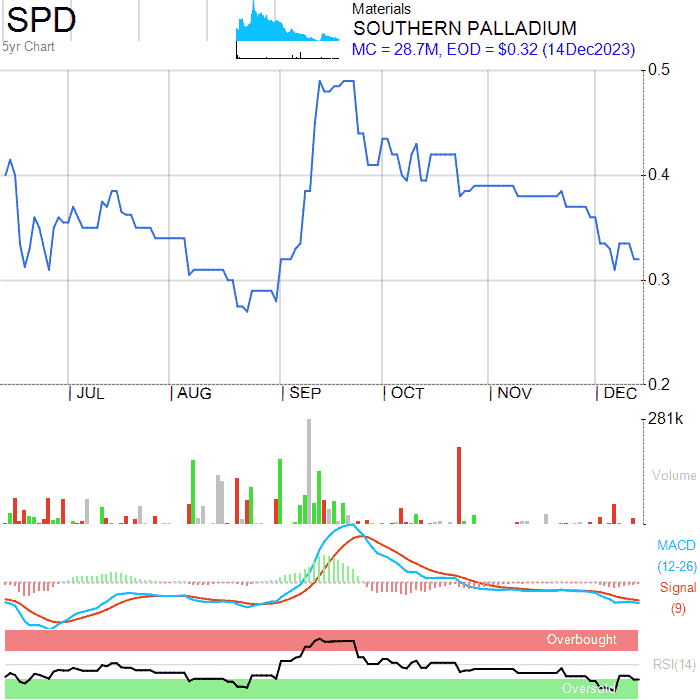 SPD
5yr Chart
Materials
SOUTHERN PALLADIUM
MC = 28.7M, EOD = $0.32 (14Dec2023)
0.5
0.4
0.3
0.2
JUL
AUG
SEP
OCT
NOV
DEC
281k
Volume
MACD
(12-26)
Signal
(9)
Overbought
RSI(14)
Oversold